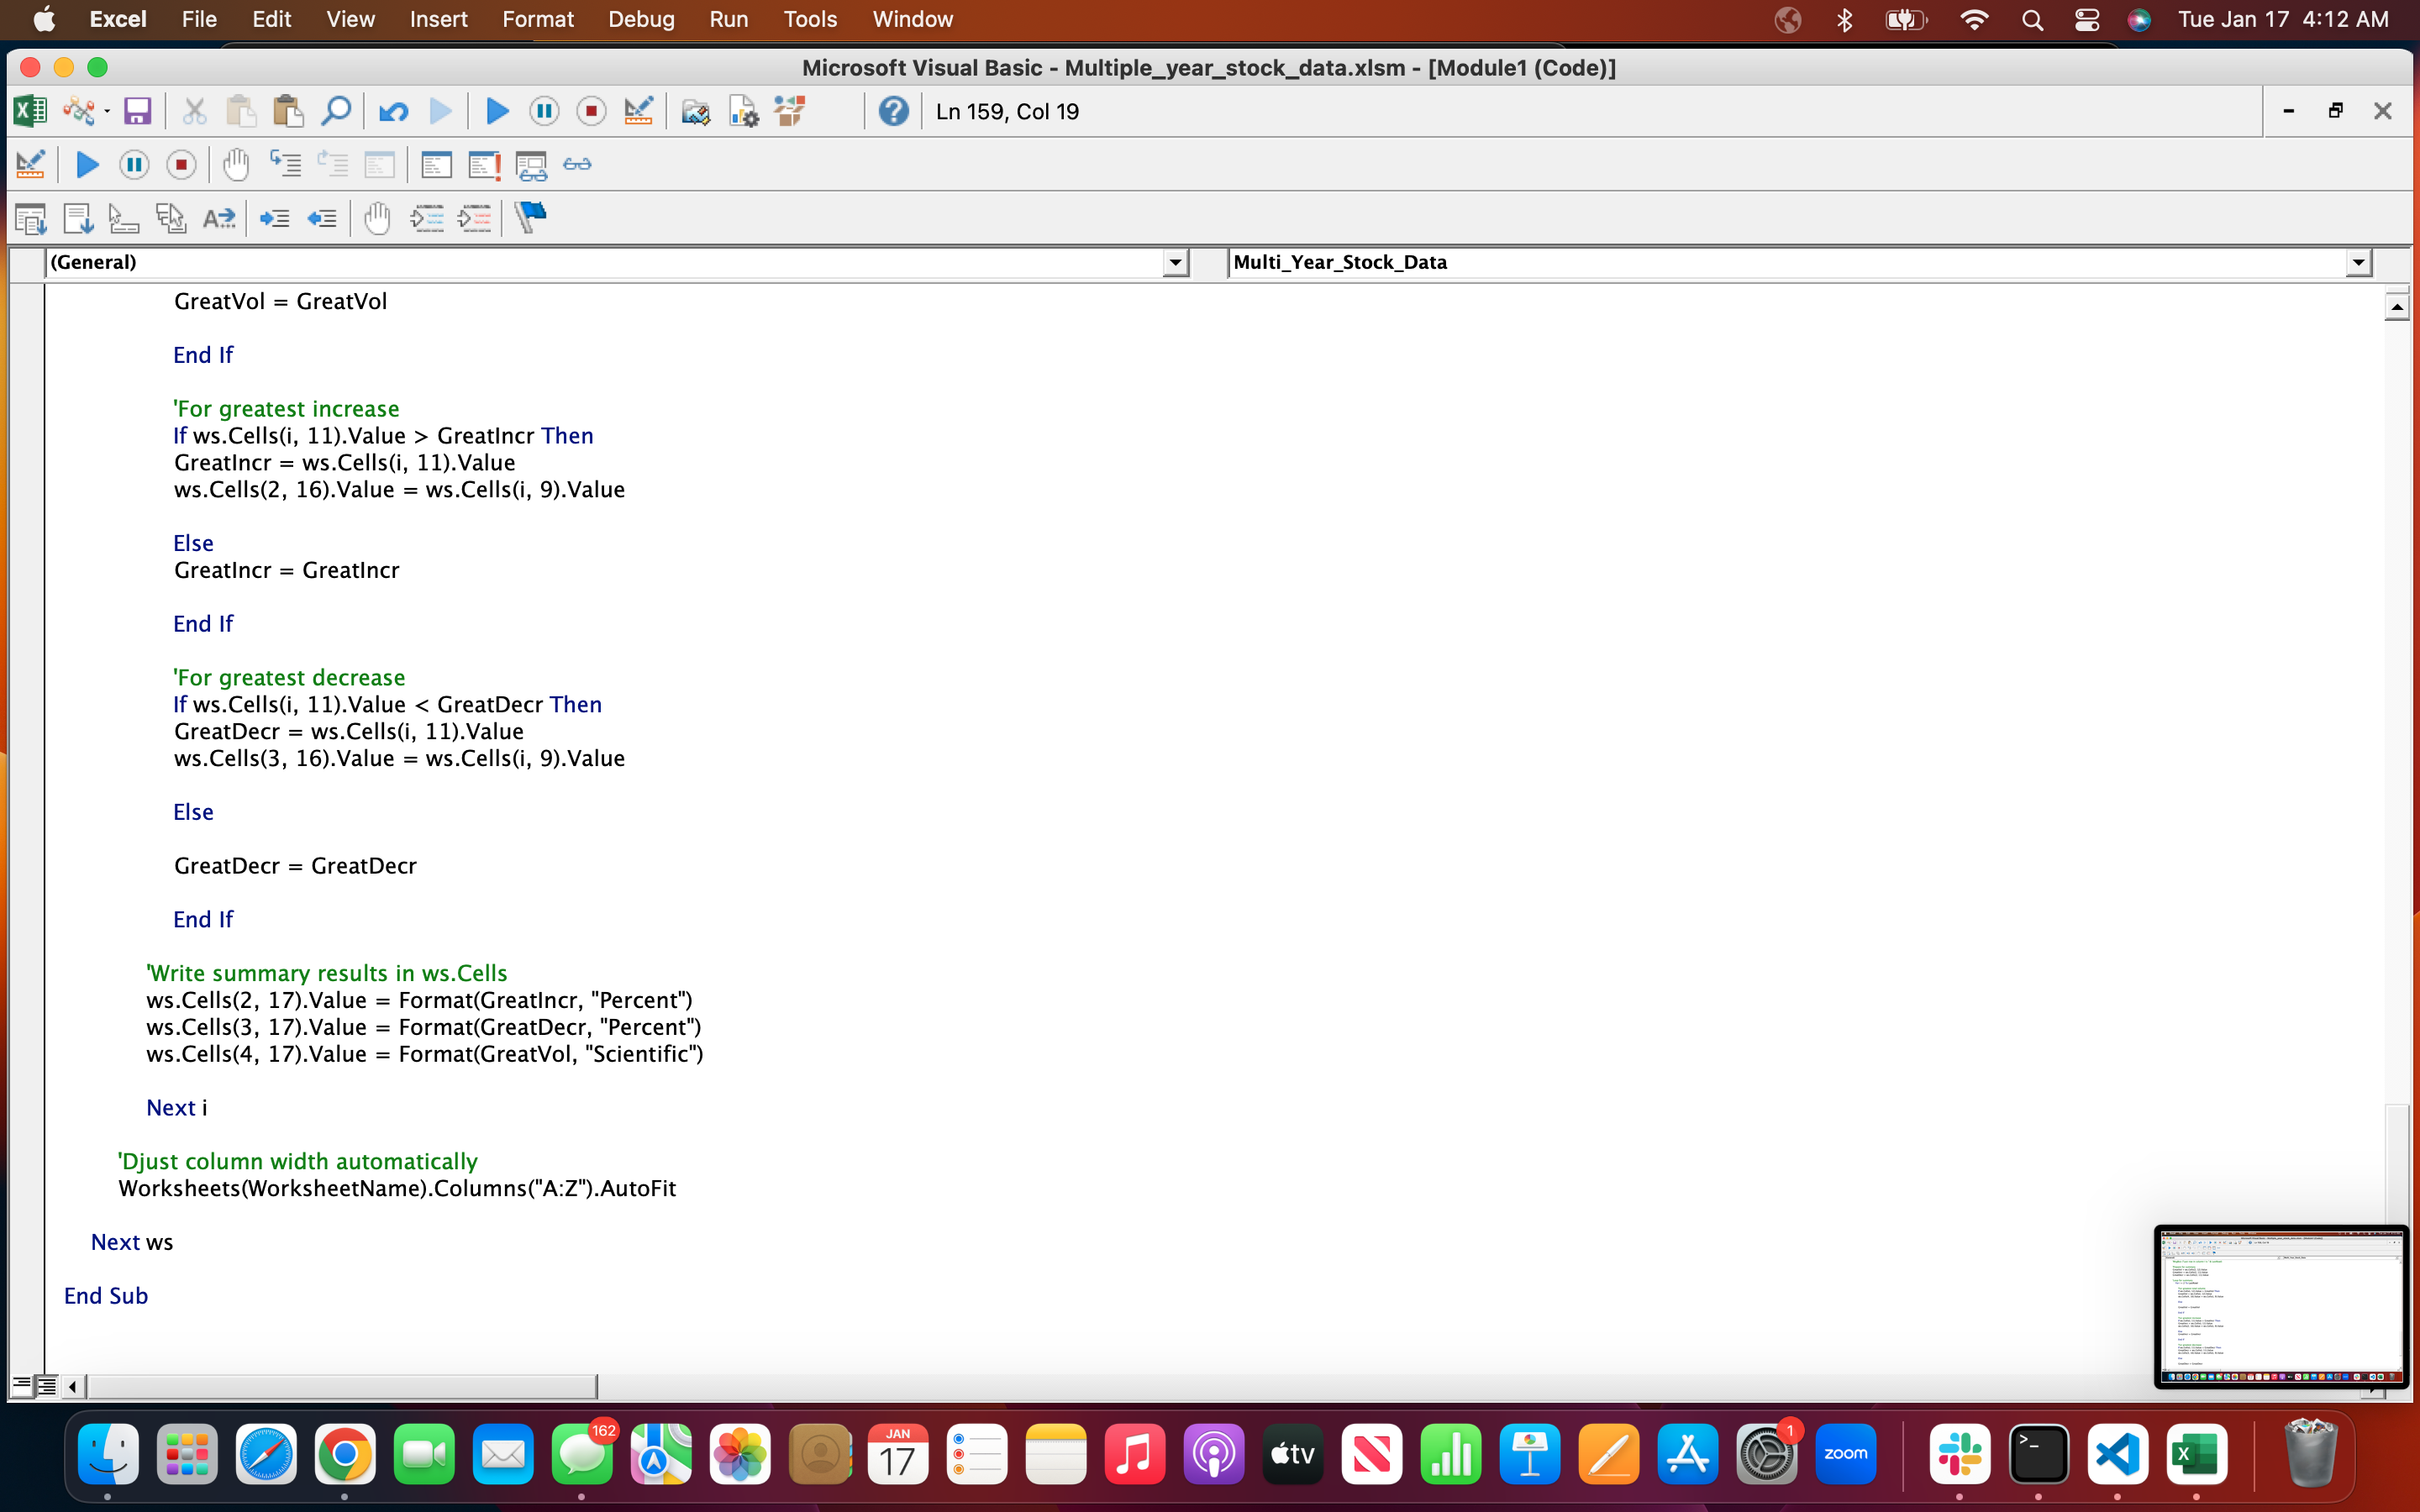 Excel File Edit View Insert Format Debug Run Tools Window Tue Jan 17 4:12 AM
Microsoft Visual Basic - Multiple_year_stock_data.xlsm - [Module1 (Code)]
Ln 159, Col 19
(General) Multi_Year_Stock_Data
GreatVol = GreatVol
End If
'For greatest increase
If ws.Cells(i, 11).Value > GreatIncr Then
GreatIncr = ws.Cells(i, 11).Value
ws.Cells(2, 16).Value = ws.Cells(i, 9).Value
Else
GreatIncr = GreatIncr
End If
'For greatest decrease
If ws.Cells(i, 11).Value < GreatDecr Then
GreatDecr = ws.Cells(i, 11).Value
ws.Cells(3, 16).Value = ws.Cells(i, 9).Value
Else
GreatDecr = GreatDecr
End If
'Write summary results in ws.Cells
ws.Cells(2, 17).Value = Format(GreatIncr, "Percent")
ws.Cells(3, 17).Value = Format(GreatDecr, "Percent")
ws.Cells(4, 17).Value = Format(GreatVol, "Scientific")
Next i
'Djust column width automatically
Worksheets(WorksheetName).Columns("A:Z").AutoFit
Next ws
End Sub
162
JAN
17
tv
1
zoom